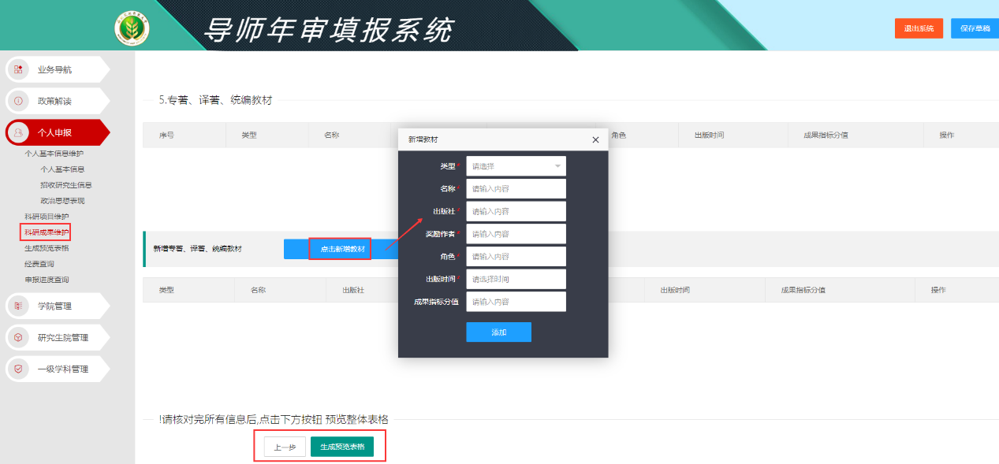 导师年审填报系统
退出系统
保存草稿
业务导航
政策解读
个人申报
个人基本信息维护
个人基本信息
招收研究生信息
政治思想表现
科研项目维护
科研成果维护
生成预览表格
经费查询
申报进度查询
学院管理
研究生院管理
一级学科管理
5.专著、译著、统编教材
序号 类型 名称 角色 出版时间 成果指标分值 操作
新增专著、译著、统编教材 点击新增教材
类型 名称 出版社 出版时间 成果指标分值 操作
新增教材
类型* 请选择
名称* 请输入内容
出版社* 请输入内容
奖励作者* 请输入内容
角色* 请输入内容
出版时间* 请选择时间
成果指标分值 请输入内容
添加
!请核对完所有信息后,点击下方按钮 预览整体表格
上一步 生成预览表格